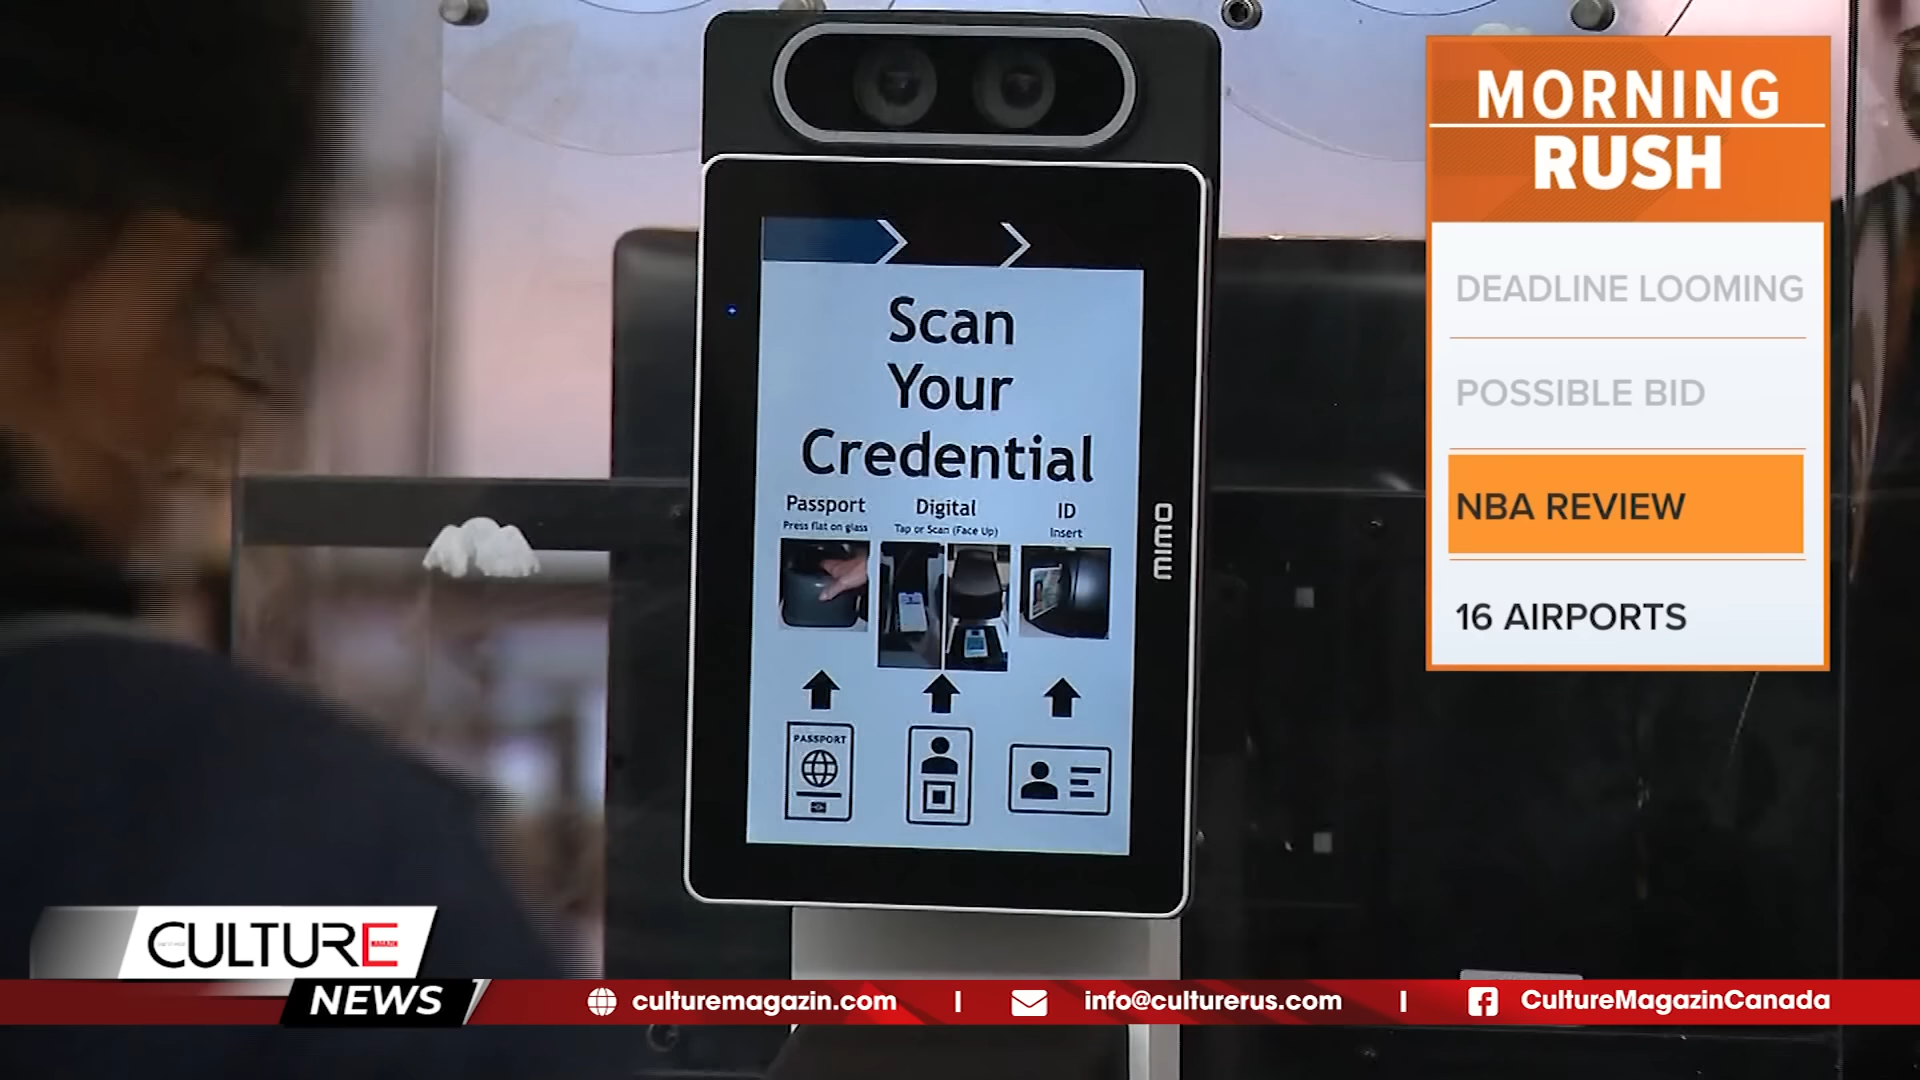 MORNING
RUSH
DEADLINE LOOMING
POSSIBLE BID
NBA REVIEW
16 AIRPORTS
Scan
Your
Credential
Passport
Press flat on glass
Digital
Tap or Scan (Face Up)
ID
Insert
PASSPORT
mimo
CULTURE
MAGAZIN
NEWS
culturemagazin.com | info@culturerus.com | CultureMagazinCanada